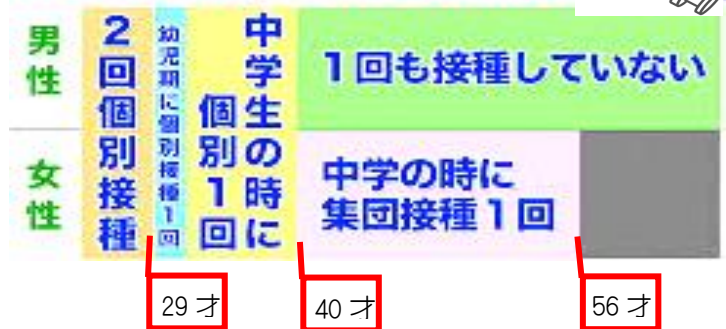 男性
女性
2回個別接種
幼児期に個別接種1回
中学生の時に
個別1回
1回も接種していない
中学の時に
集団接種1回
29才
40才
56才